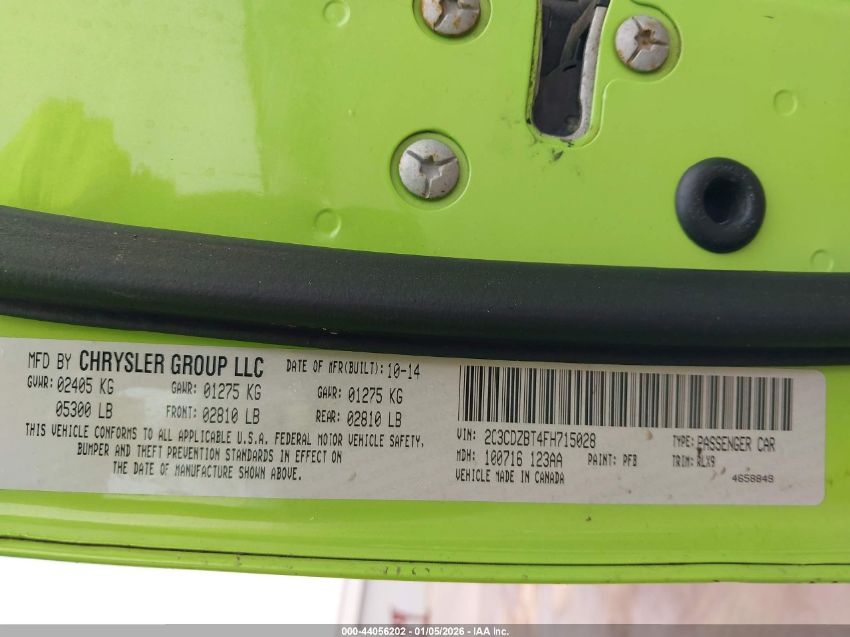 MFD BY CHRYSLER GROUP LLC DATE OF MFR(BUILT): 10-14
GVWR: 02405 KG GAWR: 01275 KG GAWR: 01275 KG
05300 LB FRONT: 02810 LB REAR: 02810 LB
THIS VEHICLE CONFORMS TO ALL APPLICABLE U.S.A. FEDERAL MOTOR VEHICLE SAFETY,
BUMPER AND THEFT PREVENTION STANDARDS IN EFFECT ON
THE DATE OF MANUFACTURE SHOWN ABOVE.
VIN: 2C3CDZBT4FH715028 TYPE: PASSENGER CAR
MDH: 100716 123AA PAINT: PFB TRIM: RLX9
VEHICLE MADE IN CANADA 4658849
000-44056202 - 01/05/2026 - IAA Inc.